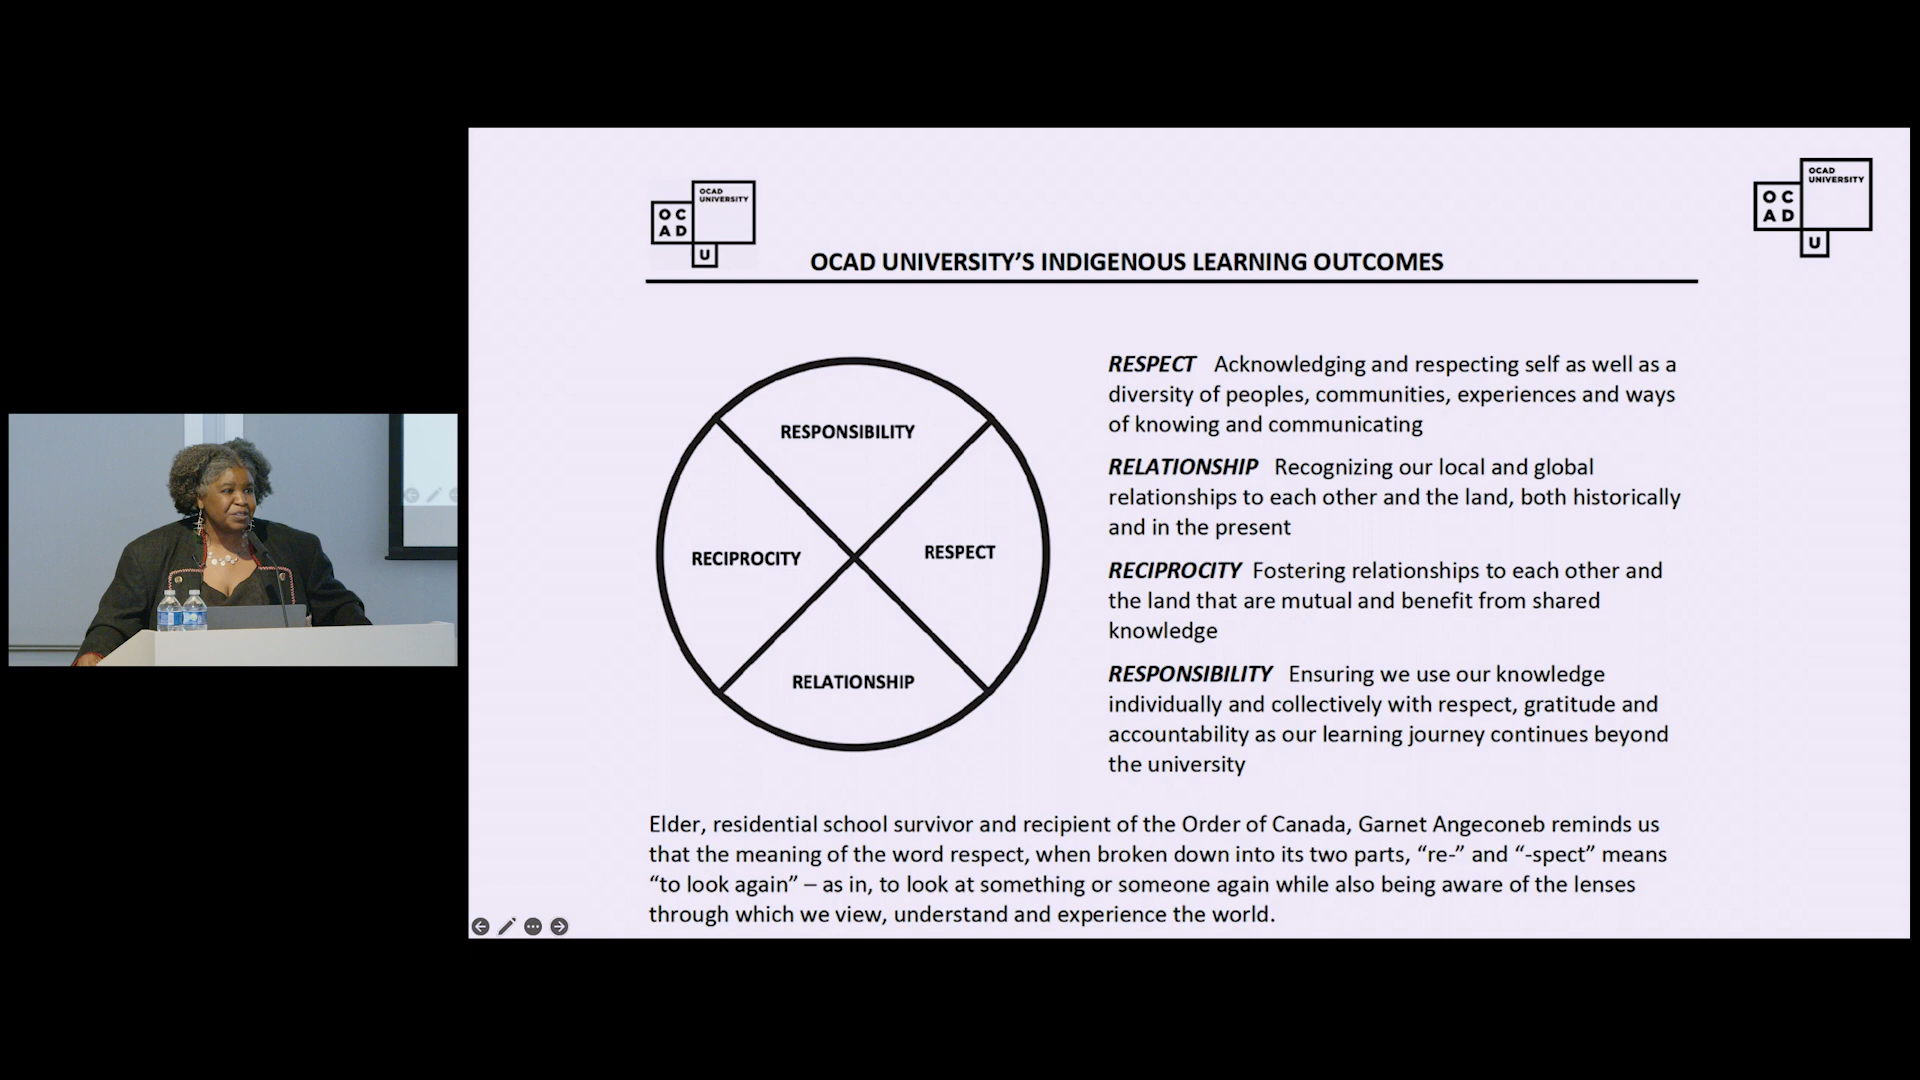 OCAD
UNIVERSITY
OC
AD
U
OCAD
UNIVERSITY
OC
AD
U
OCAD UNIVERSITY’S INDIGENOUS LEARNING OUTCOMES
RESPONSIBILITY
RECIPROCITY
RESPECT
RELATIONSHIP
RESPECT Acknowledging and respecting self as well as a
diversity of peoples, communities, experiences and ways
of knowing and communicating
RELATIONSHIP Recognizing our local and global
relationships to each other and the land, both historically
and in the present
RECIPROCITY Fostering relationships to each other and
the land that are mutual and benefit from shared
knowledge
RESPONSIBILITY Ensuring we use our knowledge
individually and collectively with respect, gratitude and
accountability as our learning journey continues beyond
the university
Elder, residential school survivor and recipient of the Order of Canada, Garnet Angeconeb reminds us
that the meaning of the word respect, when broken down into its two parts, “re-” and “-spect” means
“to look again” – as in, to look at something or someone again while also being aware of the lenses
through which we view, understand and experience the world.